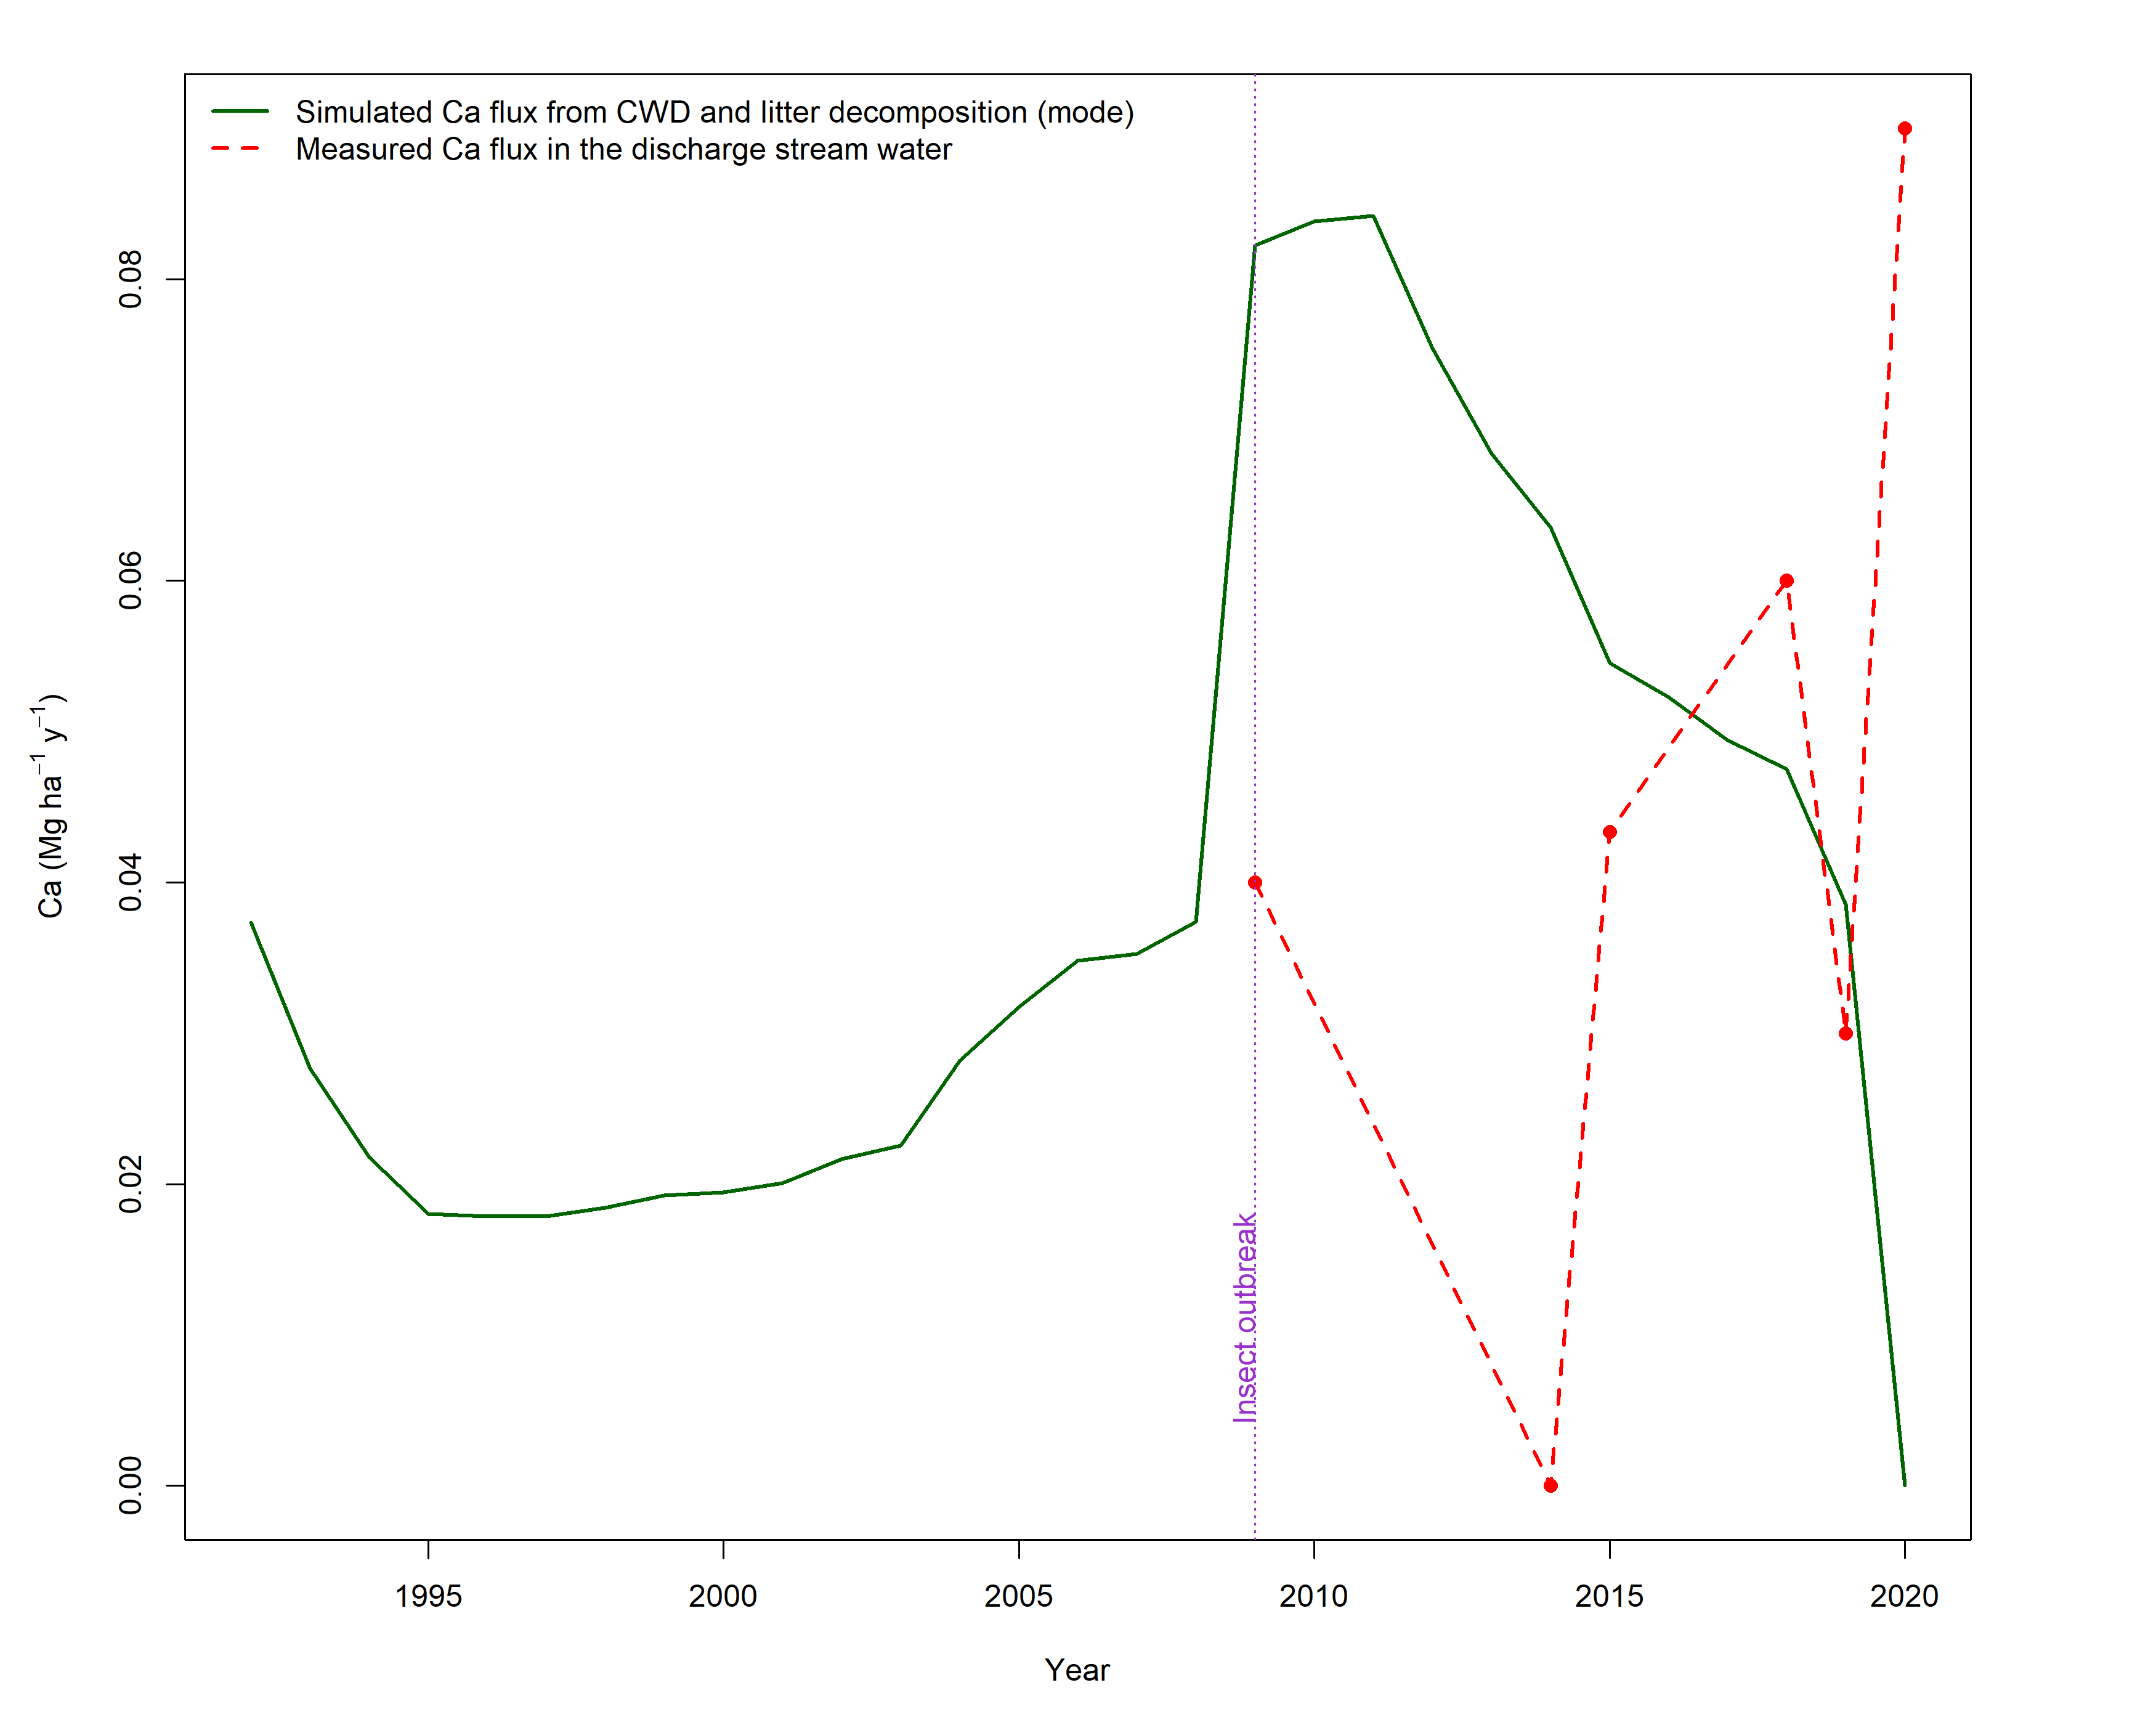 Simulated Ca flux from CWD and litter decomposition (mode)
Measured Ca flux in the discharge stream water
Ca (Mg ha⁻¹ y⁻¹)
0.08
0.06
0.04
0.02
0.00
Insect outbreak
1995 2000 2005 2010 2015 2020
Year